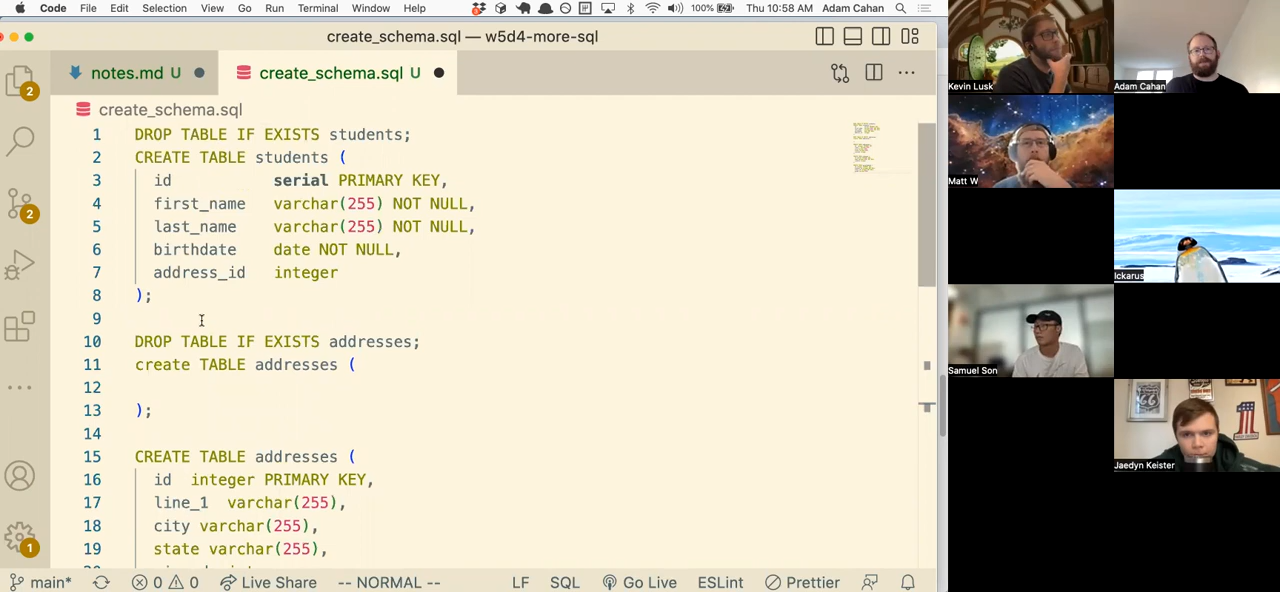 Code File Edit Selection View Go Run Terminal Window Help 100% Thu 10:58 AM Adam Cahan
create_schema.sql — w5d4-more-sql
notes.md U
create_schema.sql U
create_schema.sql
1 DROP TABLE IF EXISTS students;
2 CREATE TABLE students (
3 id serial PRIMARY KEY,
4 first_name varchar(255) NOT NULL,
5 last_name varchar(255) NOT NULL,
6 birthdate date NOT NULL,
7 address_id integer
8 );
9
10 DROP TABLE IF EXISTS addresses;
11 create TABLE addresses (
12
13 );
14
15 CREATE TABLE addresses (
16 id integer PRIMARY KEY,
17 line_1 varchar(255),
18 city varchar(255),
19 state varchar(255),
2
2
1
main* 0 0 Live Share -- NORMAL -- LF SQL Go Live ESLint Prettier
Kevin Lusk
Adam Cahan
Matt W
Ickarus
Samuel Son
Jaedyn Keister
66
1